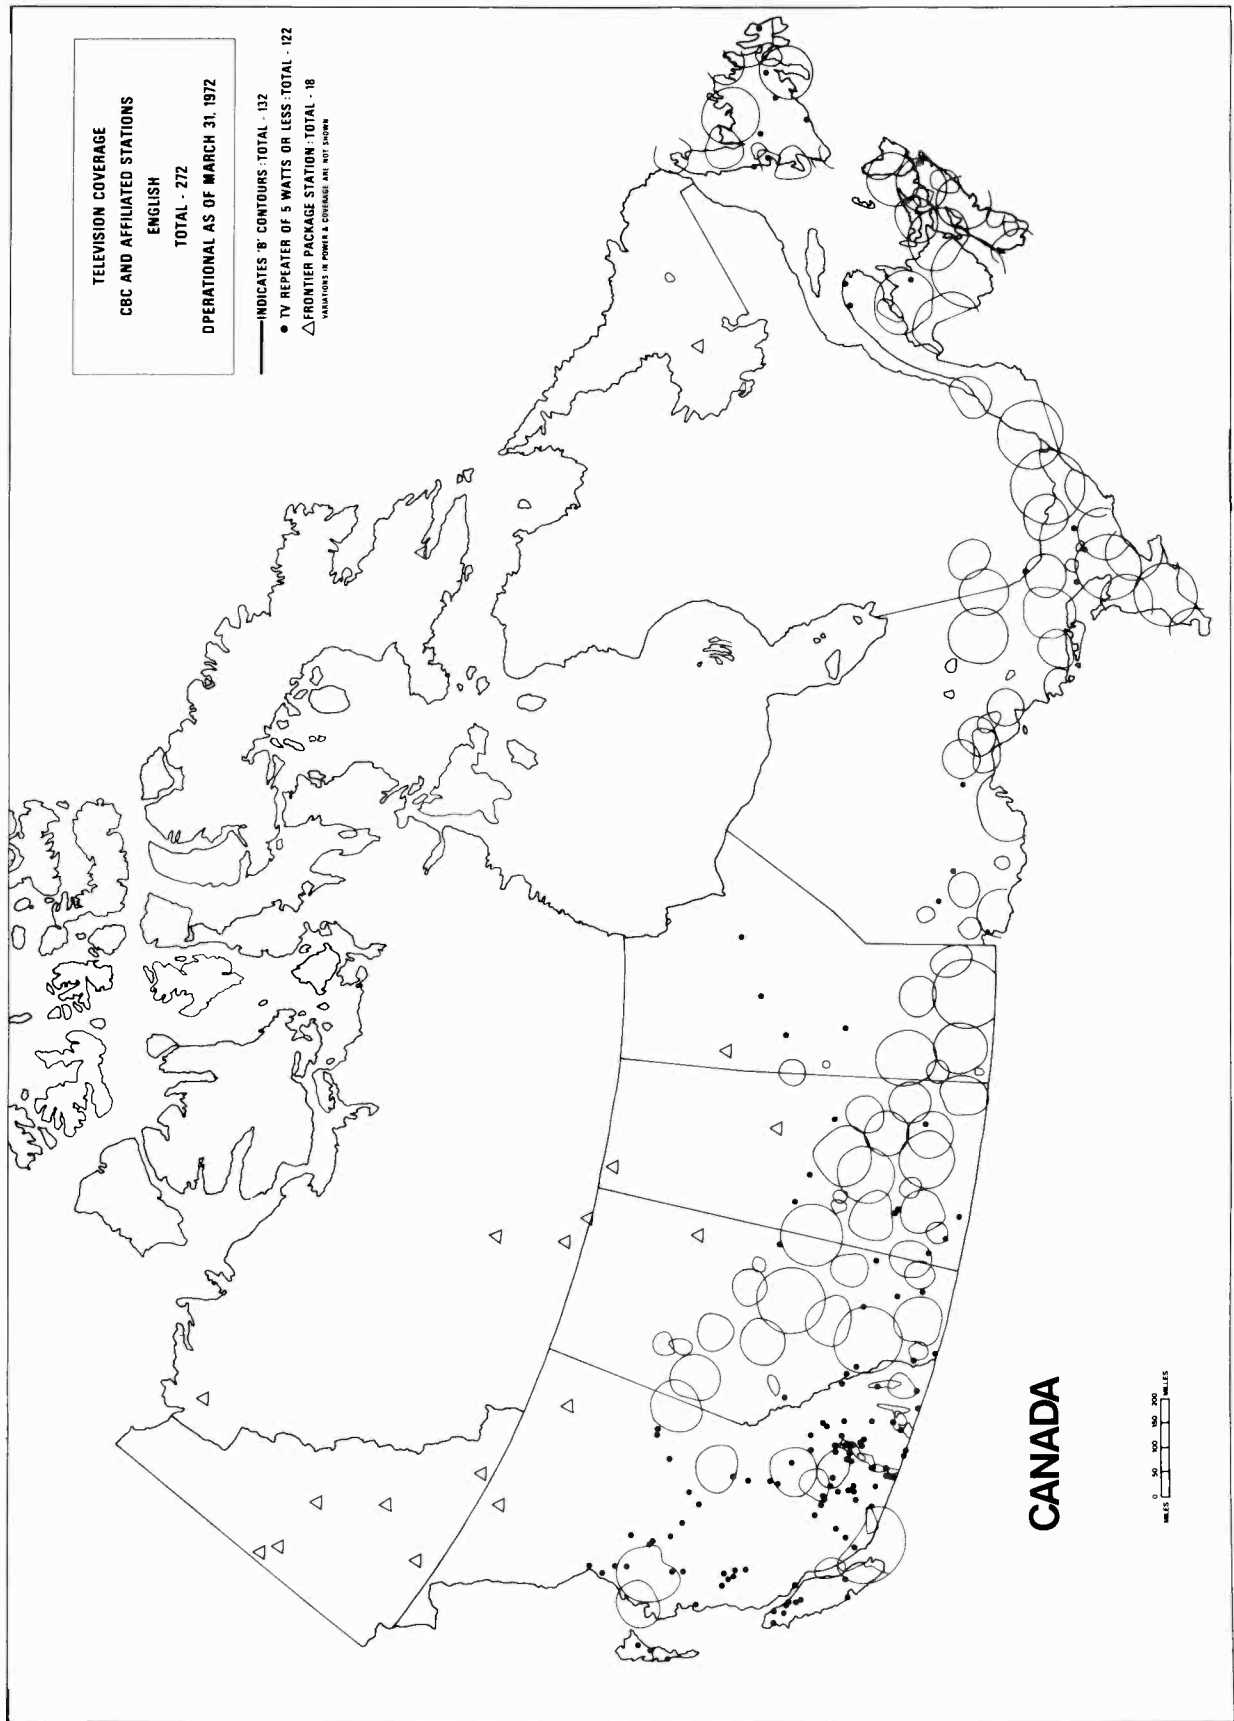 TELEVISION COVERAGE
CBC AND AFFILIATED STATIONS
ENGLISH
TOTAL - 272
OPERATIONAL AS OF MARCH 31, 1972
INDICATES 'B' CONTOURS : TOTAL - 132
● TV REPEATER OF 5 WATTS OR LESS : TOTAL - 122
△ FRONTIER PACKAGE STATION : TOTAL - 18
VARIATIONS IN POWER & COVERAGE ARE NOT SHOWN
CANADA
MILES 0 50 100 150 200 MILES